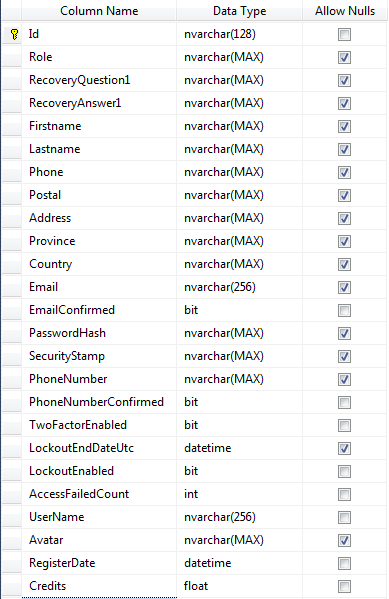 Column Name Data Type Allow Nulls
Id nvarchar(128)
Role nvarchar(MAX)
RecoveryQuestion1 nvarchar(MAX)
RecoveryAnswer1 nvarchar(MAX)
Firstname nvarchar(MAX)
Lastname nvarchar(MAX)
Phone nvarchar(MAX)
Postal nvarchar(MAX)
Address nvarchar(MAX)
Province nvarchar(MAX)
Country nvarchar(MAX)
Email nvarchar(256)
EmailConfirmed bit
PasswordHash nvarchar(MAX)
SecurityStamp nvarchar(MAX)
PhoneNumber nvarchar(MAX)
PhoneNumberConfirmed bit
TwoFactorEnabled bit
LockoutEndDateUtc datetime
LockoutEnabled bit
AccessFailedCount int
UserName nvarchar(256)
Avatar nvarchar(MAX)
RegisterDate datetime
Credits float